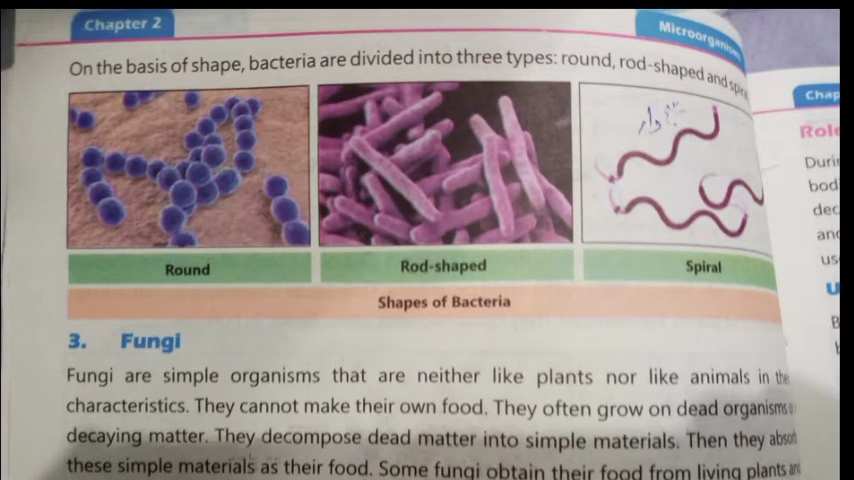 Chapter 2
Microorganisms
On the basis of shape, bacteria are divided into three types: round, rod-shaped and spiral
Round
Rod-shaped
Spiral
Shapes of Bacteria
3. Fungi
Fungi are simple organisms that are neither like plants nor like animals in the
characteristics. They cannot make their own food. They often grow on dead organisms
decaying matter. They decompose dead matter into simple materials. Then they absorb
these simple materials as their food. Some fungi obtain their food from living plants and
Chap
Role
Durin
bod
dec
and
us
U
B